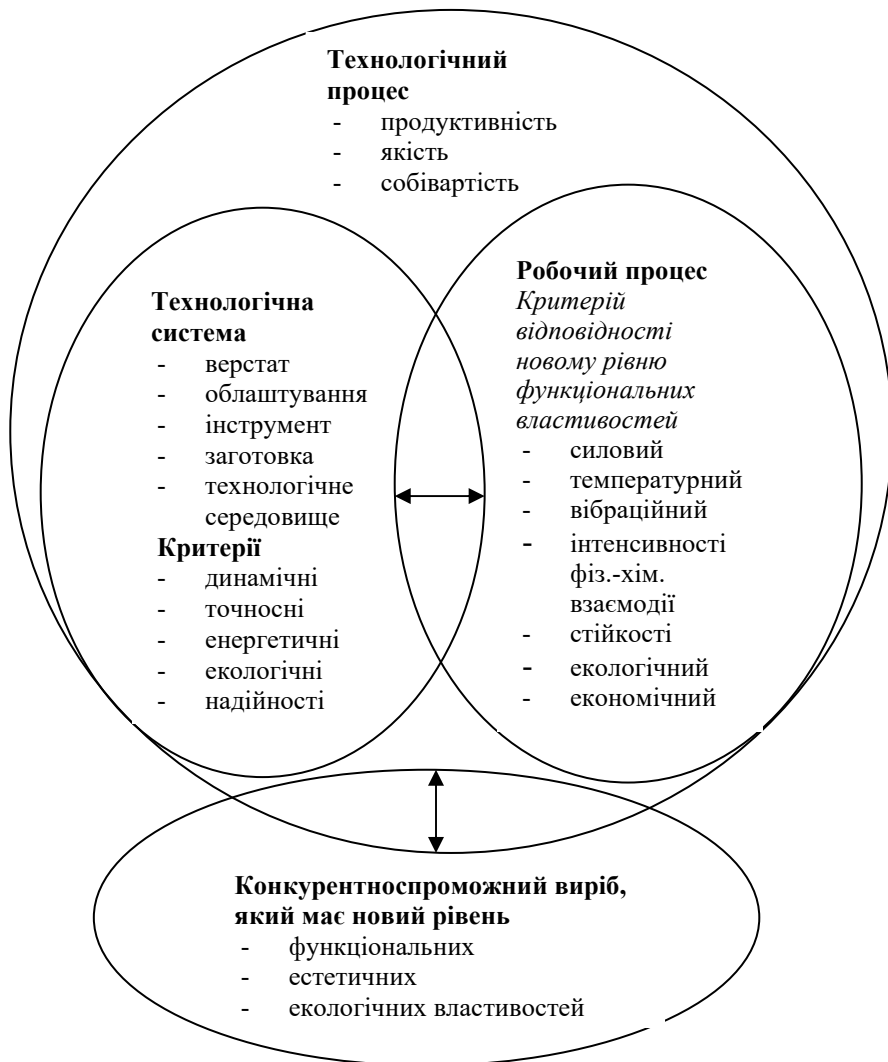 Технологічний
процес
- продуктивність
- якість
- собівартість
Технологічна
система
- верстат
- облаштування
- інструмент
- заготовка
- технологічне
середовище
Критерії
- динамічні
- точносні
- енергетичні
- екологічні
- надійності
Робочий процес
Критерій
відповідності
новому рівню
функціональних
властивостей
- силовий
- температурний
- вібраційний
- інтенсивності
фіз.-хім.
взаємодії
- стійкості
- екологічний
- економічний
Конкурентноспроможний виріб,
який має новий рівень
- функціональних
- естетичних
- екологічних властивостей